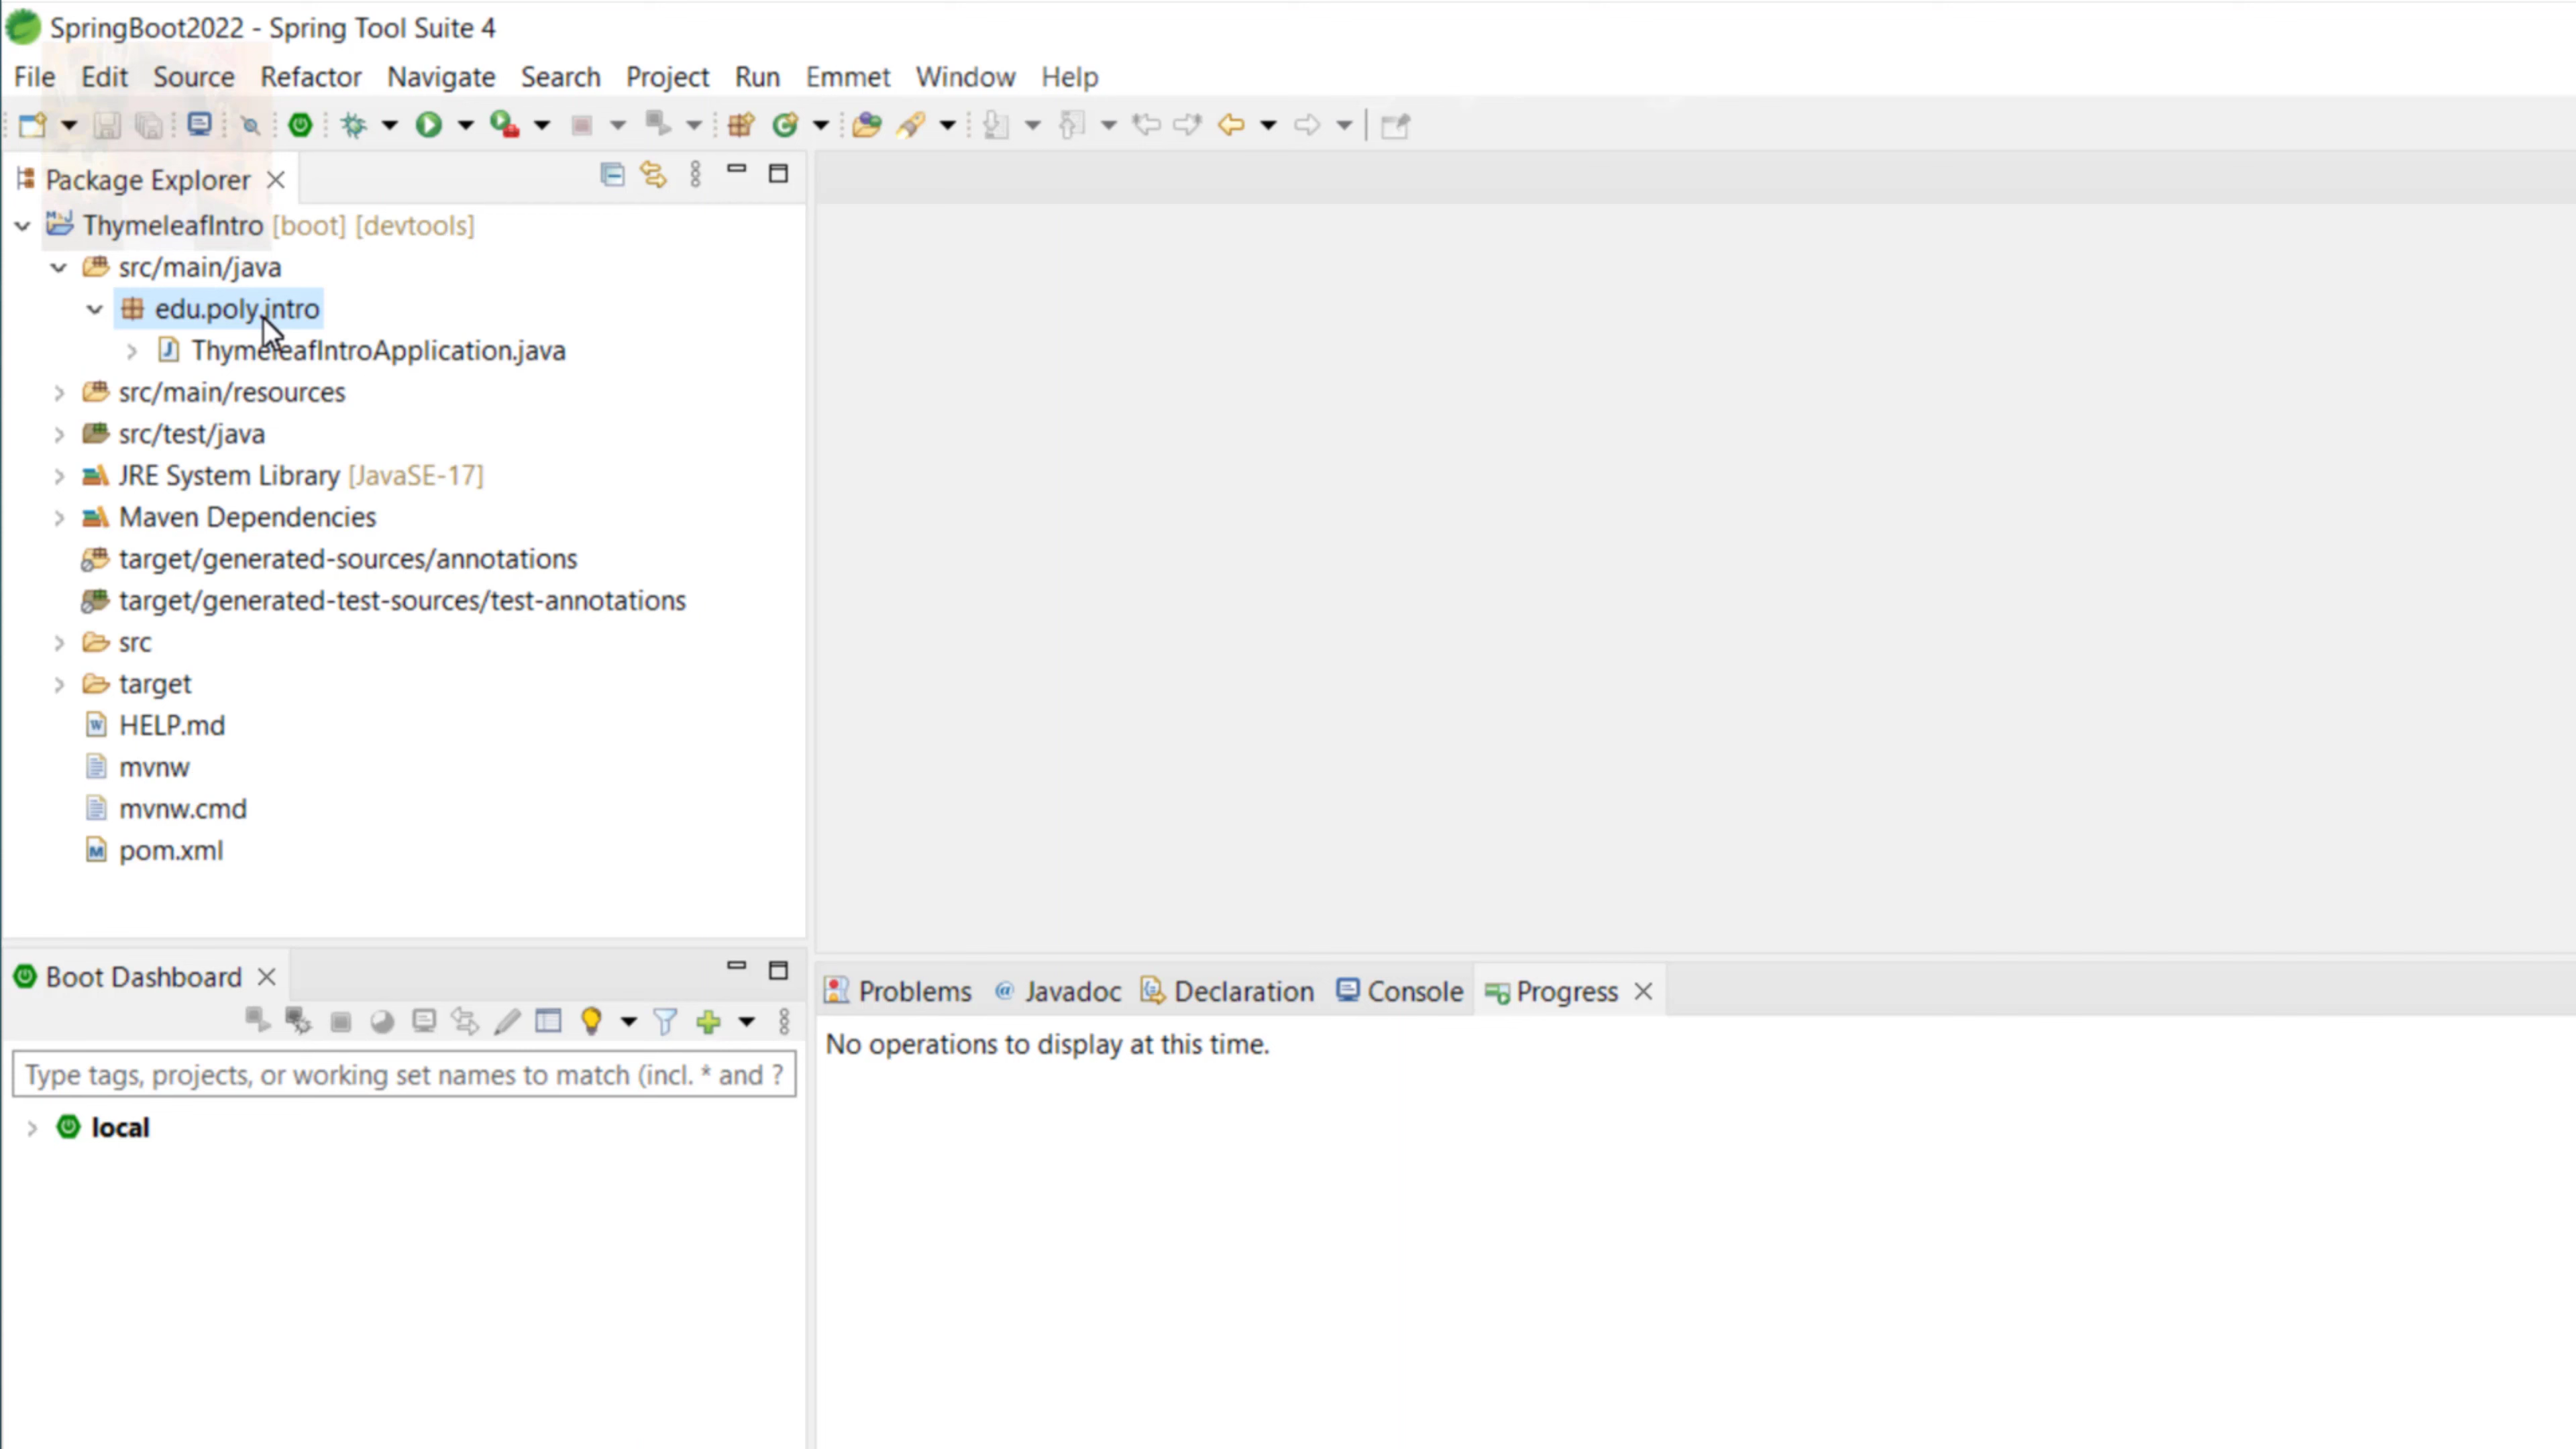 SpringBoot2022 - Spring Tool Suite 4
File Edit Source Refactor Navigate Search Project Run Emmet Window Help
Package Explorer
ThymeleafIntro [boot] [devtools]
src/main/java
edu.poly.intro
ThymeleafIntroApplication.java
src/main/resources
src/test/java
JRE System Library [JavaSE-17]
Maven Dependencies
target/generated-sources/annotations
target/generated-test-sources/test-annotations
src
target
HELP.md
mvnw
mvnw.cmd
pom.xml
Boot Dashboard
Type tags, projects, or working set names to match (incl. * and ?
local
Problems @ Javadoc Declaration Console Progress
No operations to display at this time.